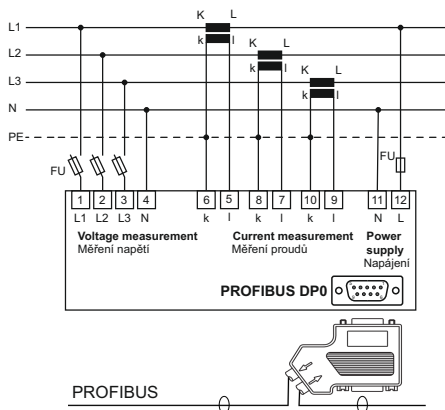 K L
L1
K L
L2
k l
K L
L3
k l
N
k l
PE
FU
FU
1 2 3 4 6 5 8 7 10 9 11 12
L1 L2 L3 N k l k l k l N L
Voltage measurement Current measurement Power
Měření napětí Měření proudů supply
Napájení
PROFIBUS DP0
PROFIBUS